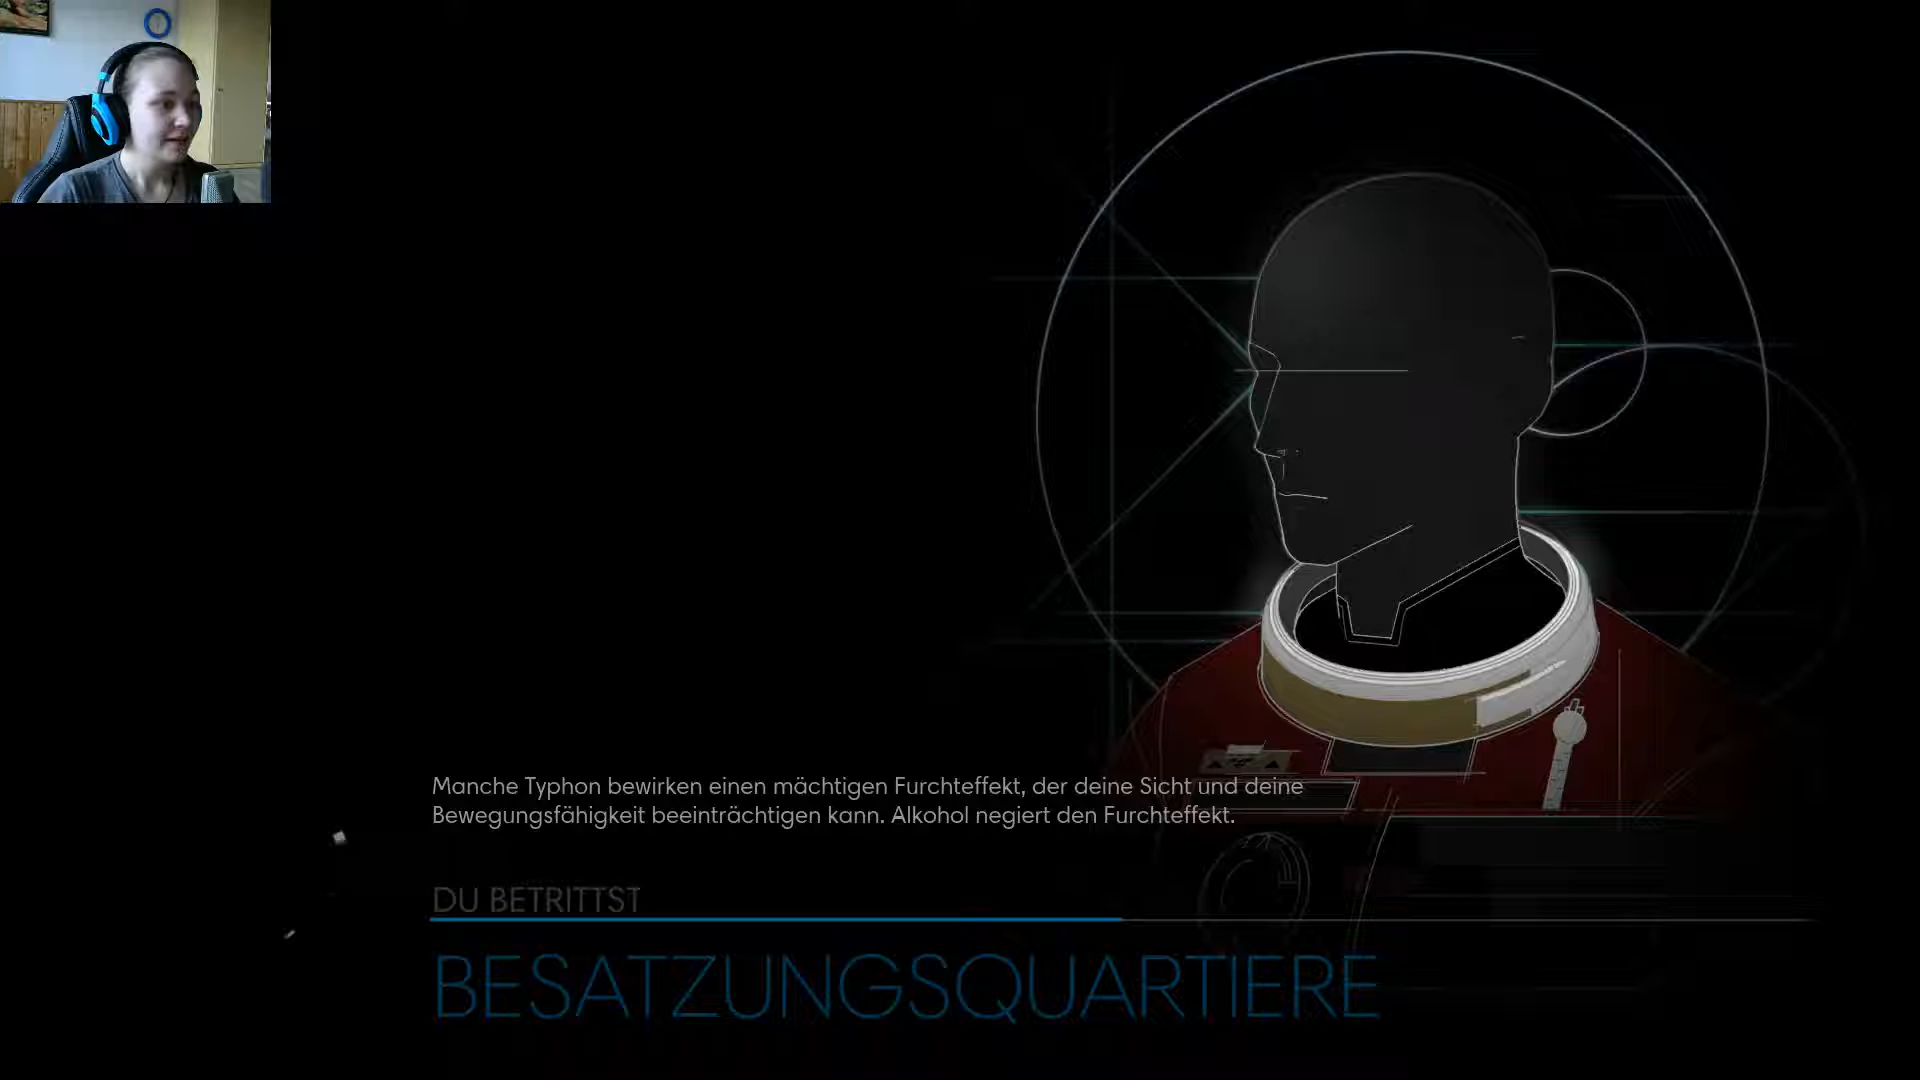 Manche Typhon bewirken einen mächtigen Furchteffekt, der deine Sicht und deine
Bewegungsfähigkeit beeinträchtigen kann. Alkohol negiert den Furchteffekt.
DU BETRITTST
BESATZUNGSQUARTIERE